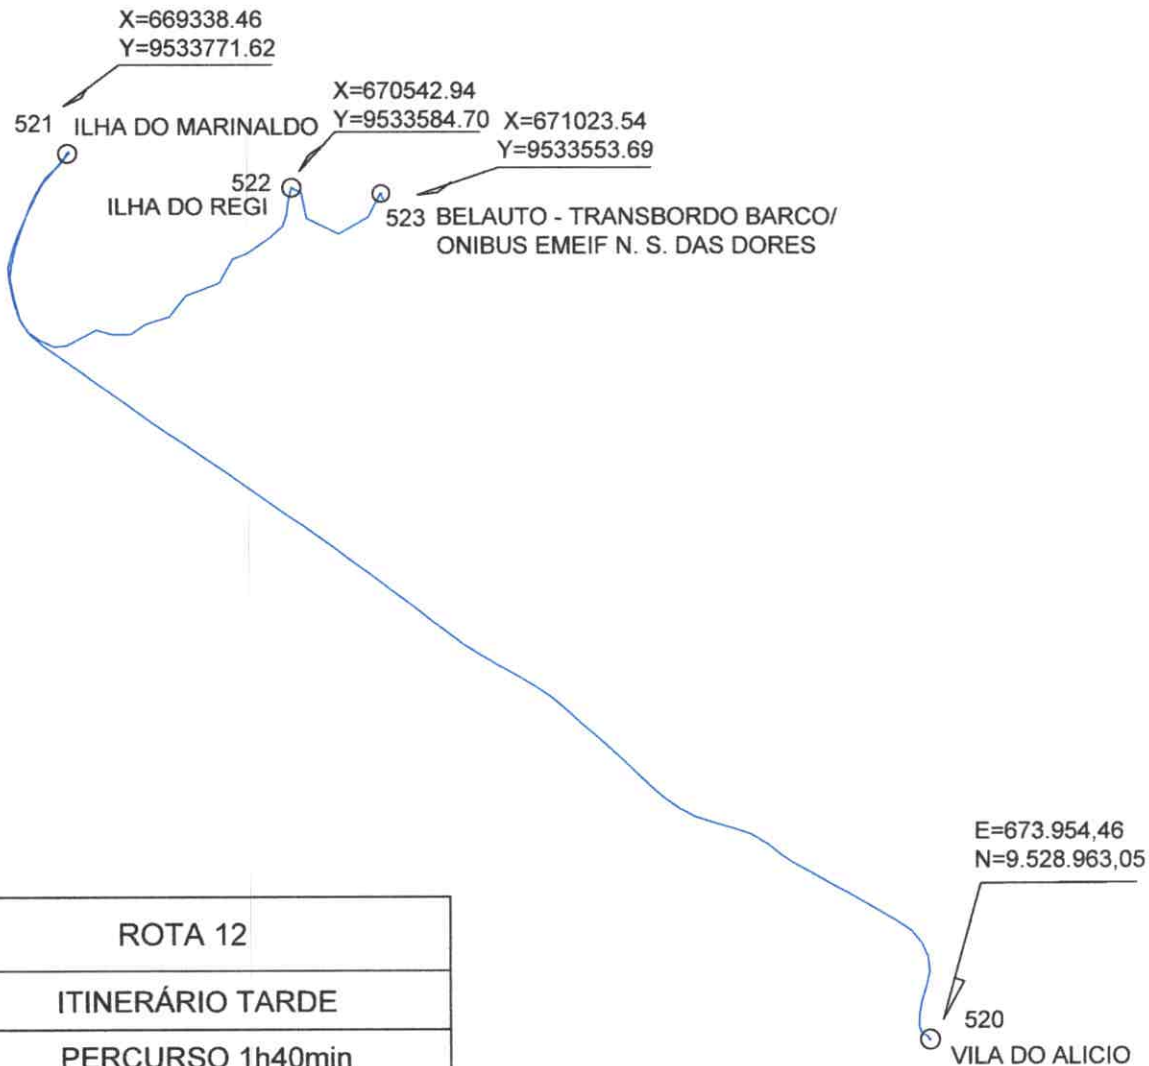 X=669338.46
Y=9533771.62
521 ILHA DO MARINALDO
X=670542.94
Y=9533584.70
X=671023.54
Y=9533553.69
522
ILHA DO REGI
523 BELAUTO - TRANSBORDO BARCO/
ONIBUS EMEIF N. S. DAS DORES
E=673.954,46
N=9.528.963,05
520
VILA DO ALICIO
ROTA 12
ITINERÁRIO TARDE
PERCURSO 1h40min